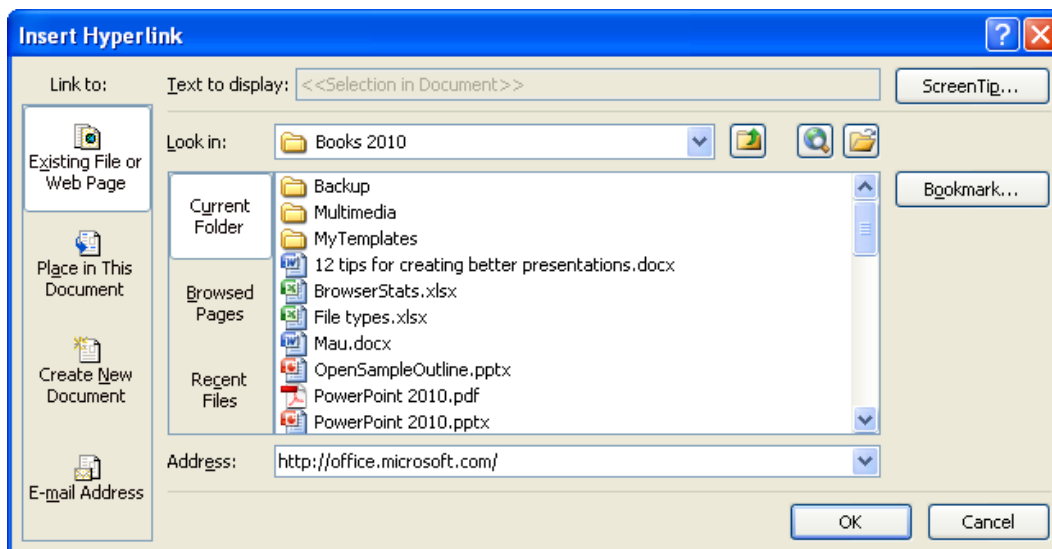 Insert Hyperlink
Link to:
Text to display: <<Selection in Document>>
ScreenTip...
Existing File or
Web Page
Place in This
Document
Create New
Document
E-mail Address
Look in: Books 2010
Current
Folder
Browsed
Pages
Recent
Files
Backup
Multimedia
MyTemplates
12 tips for creating better presentations.docx
BrowserStats.xlsx
File types.xlsx
Mau.docx
OpenSampleOutline.pptx
PowerPoint 2010.pdf
PowerPoint 2010.pptx
Bookmark...
Address: http://office.microsoft.com/
OK
Cancel